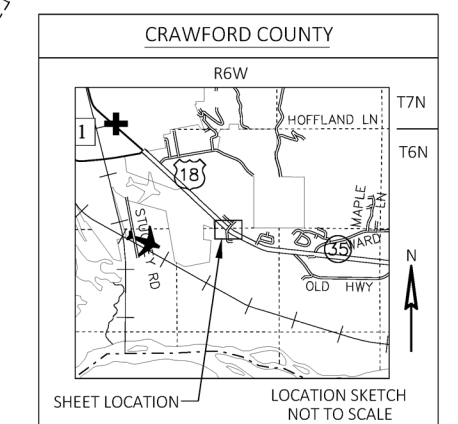 CRAWFORD COUNTY
R6W
T7N
HOFFLAND LN
1
T6N
18
MAPLE LN
STUKEY RD
35
WARD
N
OLD HWY
SHEET LOCATION
LOCATION SKETCH
NOT TO SCALE